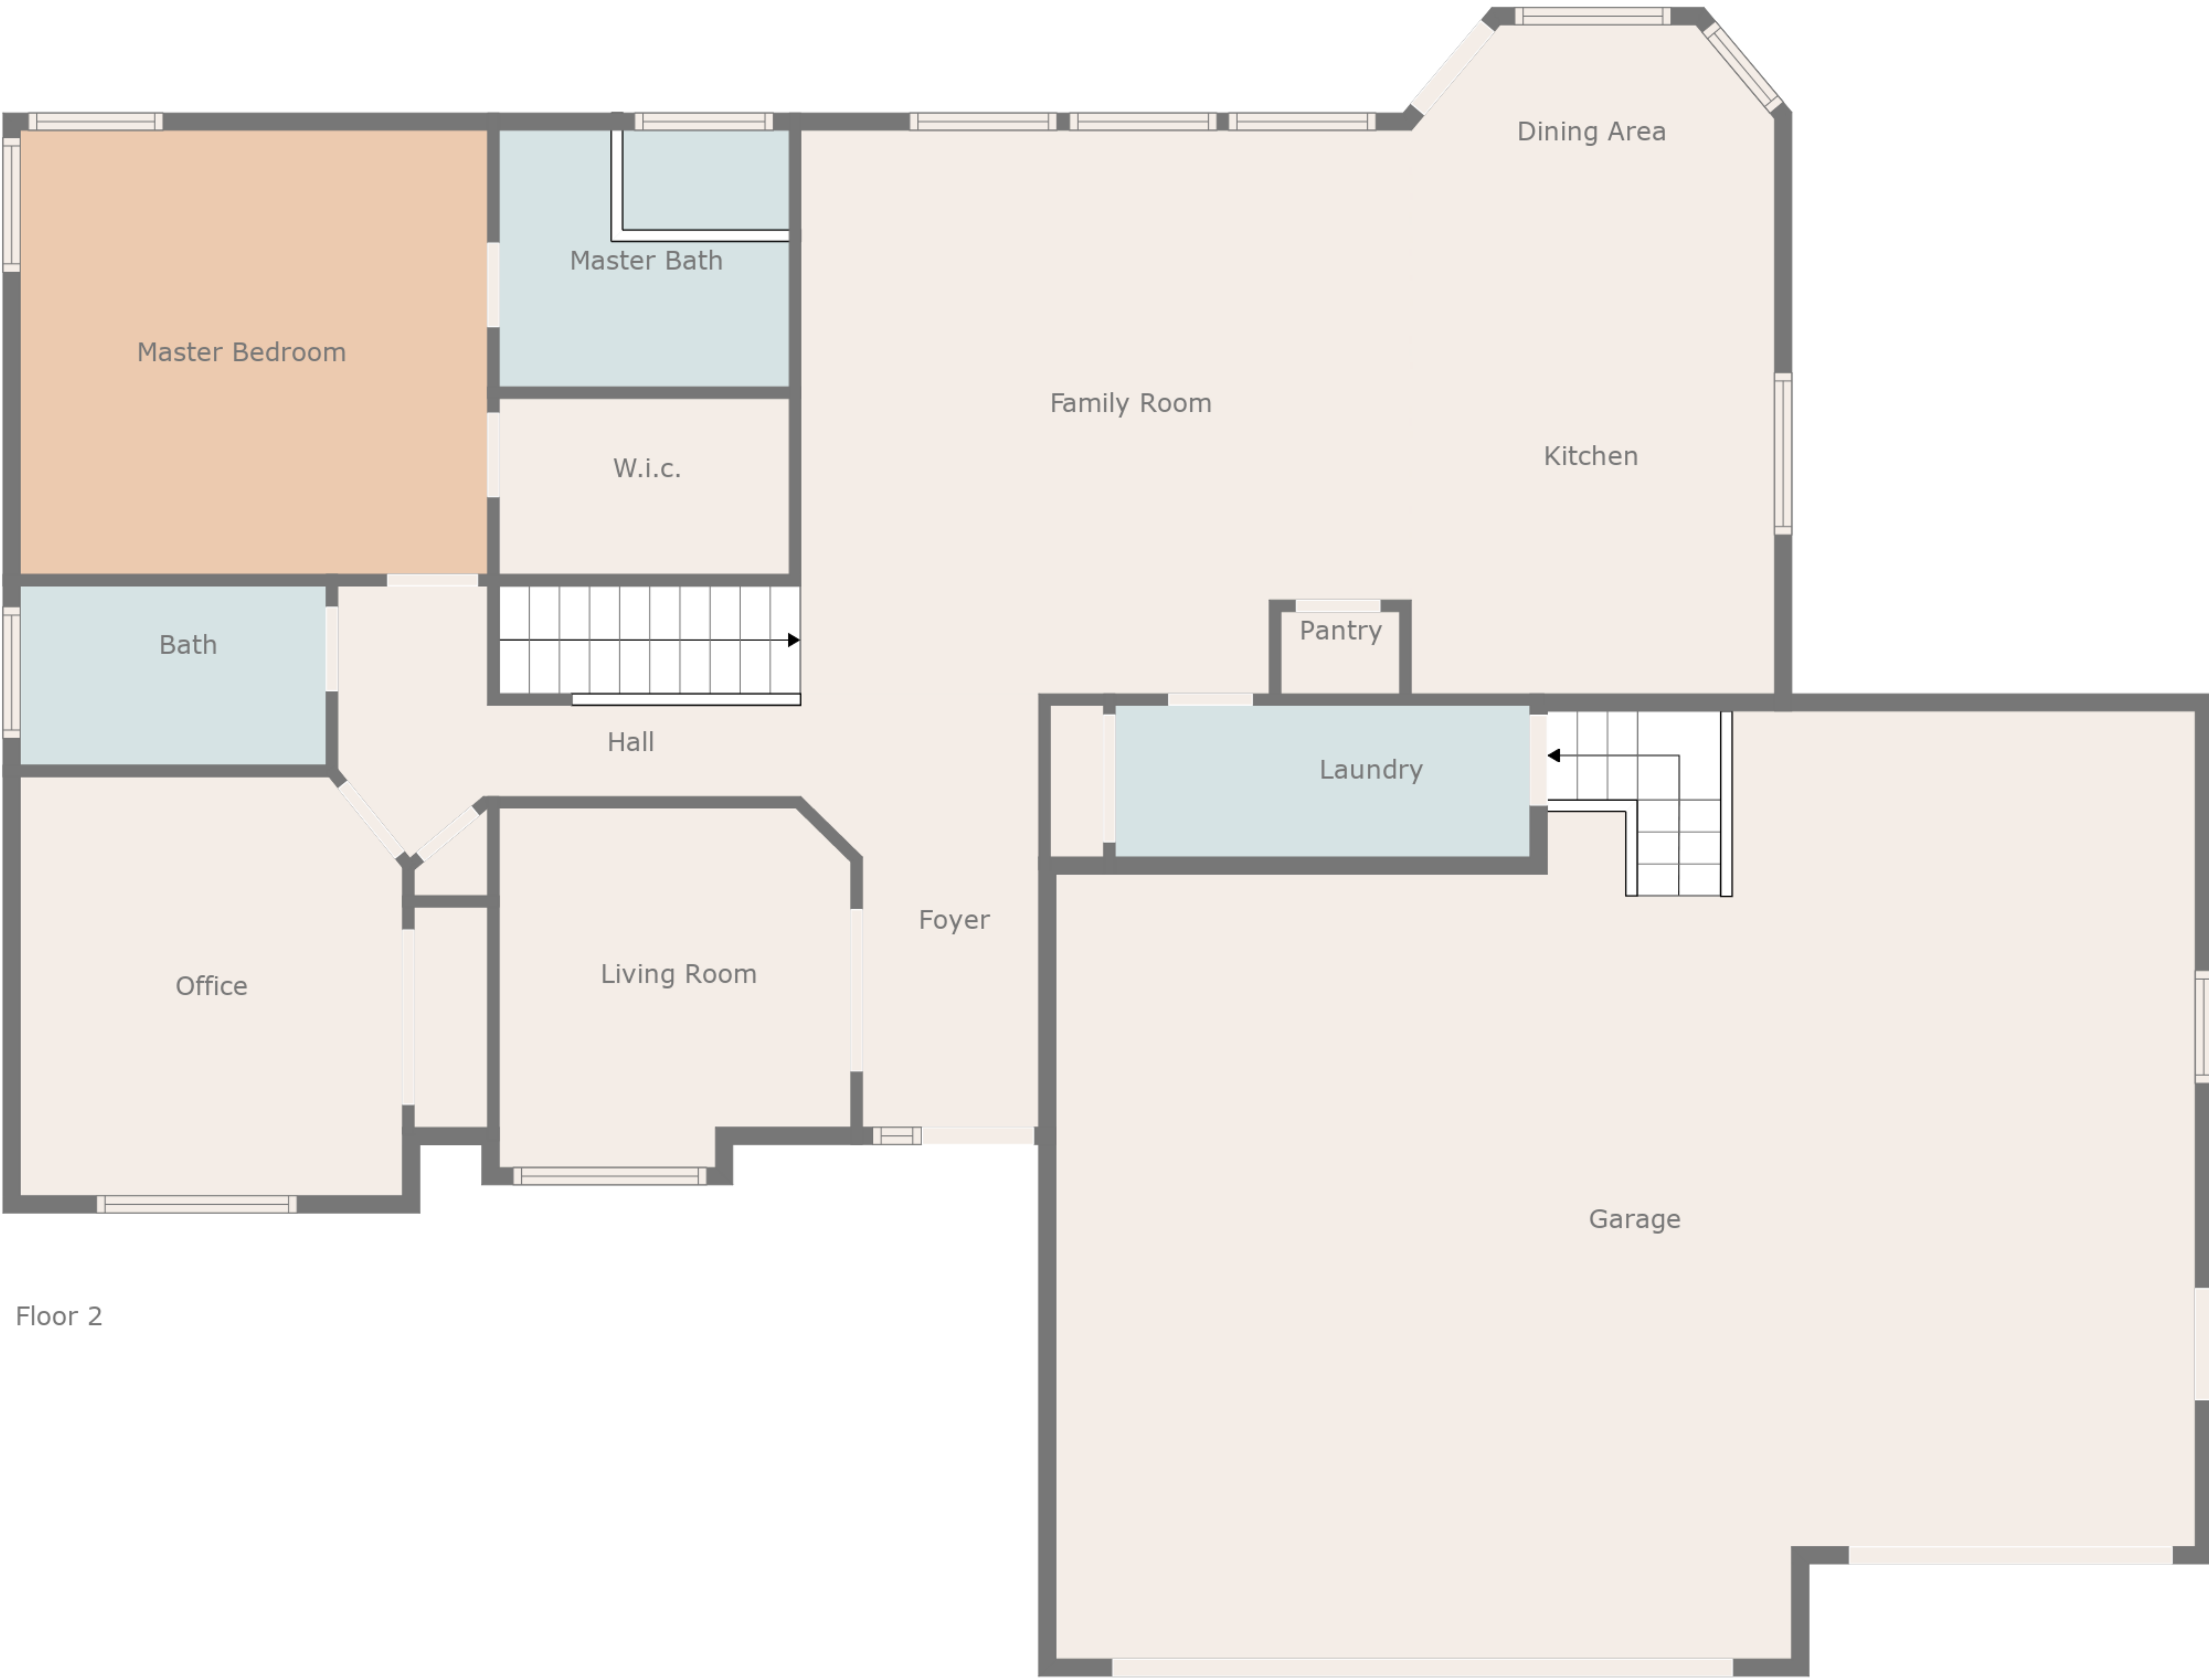 Dining Area
Master Bath
Master Bedroom
Family Room
Kitchen
W.i.c.
Pantry
Bath
Hall
Laundry
Foyer
Living Room
Office
Garage
Floor 2